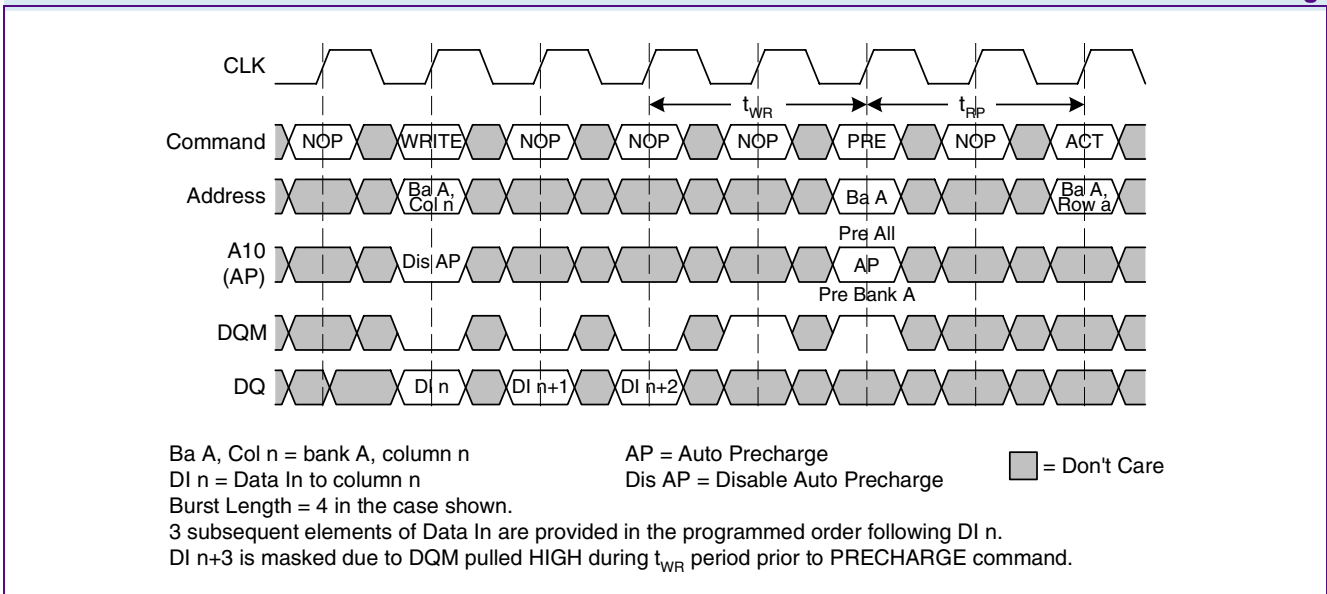 CLK
tWR
tRP
Command NOP WRITE NOP NOP NOP PRE NOP ACT
Address Ba A, Col n Ba A Ba A, Row a
Pre All
A10 (AP) Dis AP AP
Pre Bank A
DQM
DQ DI n DI n+1 DI n+2
Ba A, Col n = bank A, column n
DI n = Data In to column n
Burst Length = 4 in the case shown.
3 subsequent elements of Data In are provided in the programmed order following DI n.
DI n+3 is masked due to DQM pulled HIGH during tWR period prior to PRECHARGE command.
AP = Auto Precharge
Dis AP = Disable Auto Precharge
= Don't Care